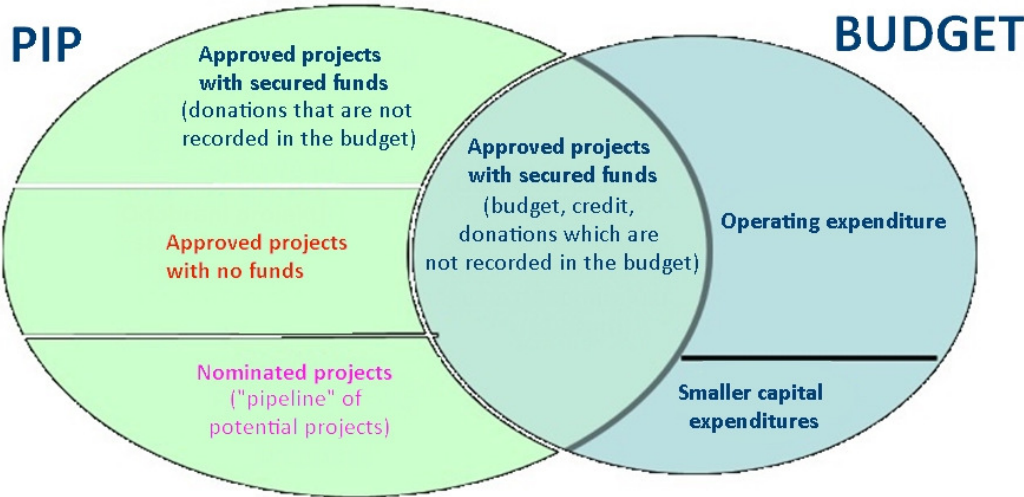 PIP
BUDGET
Approved projects
with secured funds
(donations that are not
recorded in the budget)
Approved projects
with no funds
Nominated projects
("pipeline" of
potential projects)
Approved projects
with secured funds
(budget, credit,
donations which are
not recorded in the budget)
Operating expenditure
Smaller capital
expenditures